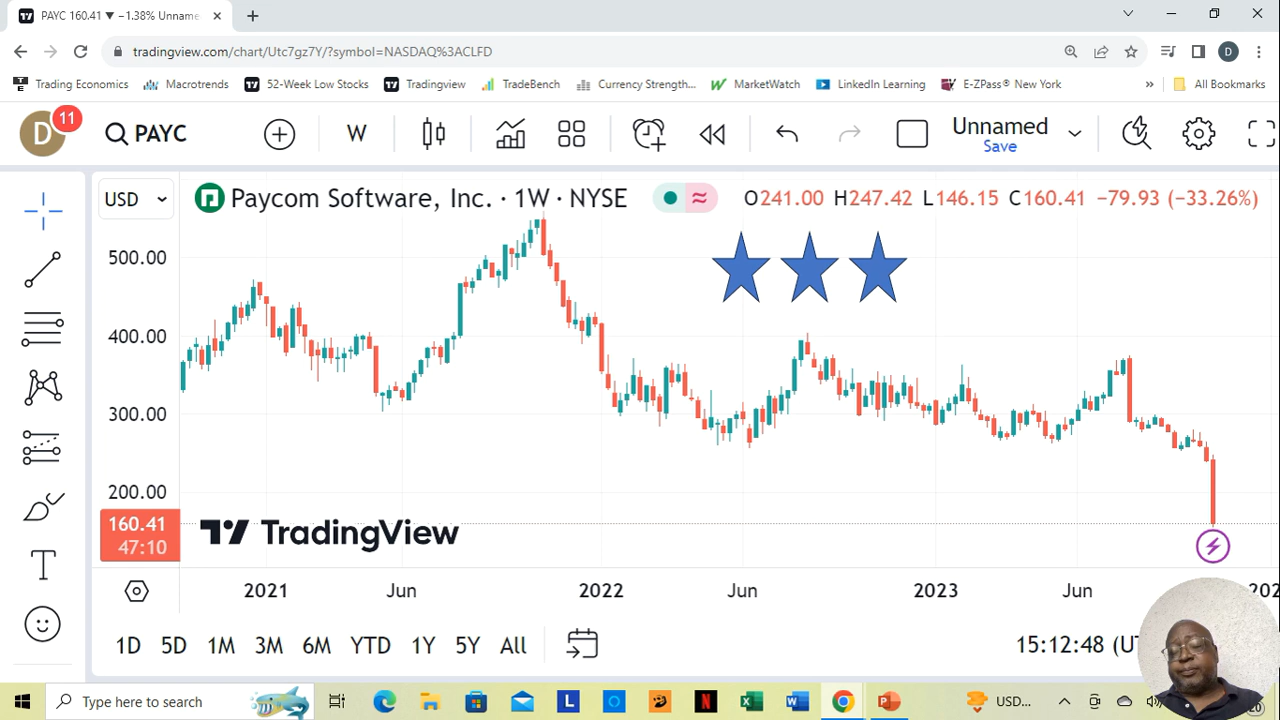 PAYC 160.41 ▼ −1.38% Unname
tradingview.com/chart/Utc7gz7Y/?symbol=NASDAQ%3ACLFD
D
Trading Economics
Macrotrends
52-Week Low Stocks
Tradingview
TradeBench
Currency Strength...
MarketWatch
LinkedIn Learning
E-ZPass® New York
»
All Bookmarks
D
11
PAYC
W
Unnamed
Save
USD
Paycom Software, Inc. · 1W · NYSE
O241.00 H247.42 L146.15 C160.41 −79.93 (−33.26%)
500.00
400.00
300.00
200.00
160.41
47:10
TradingView
2021 Jun 2022 Jun 2023 Jun 202
T
1D 5D 1M 3M 6M YTD 1Y 5Y All
15:12:48 (UT
Type here to search
USD...
20